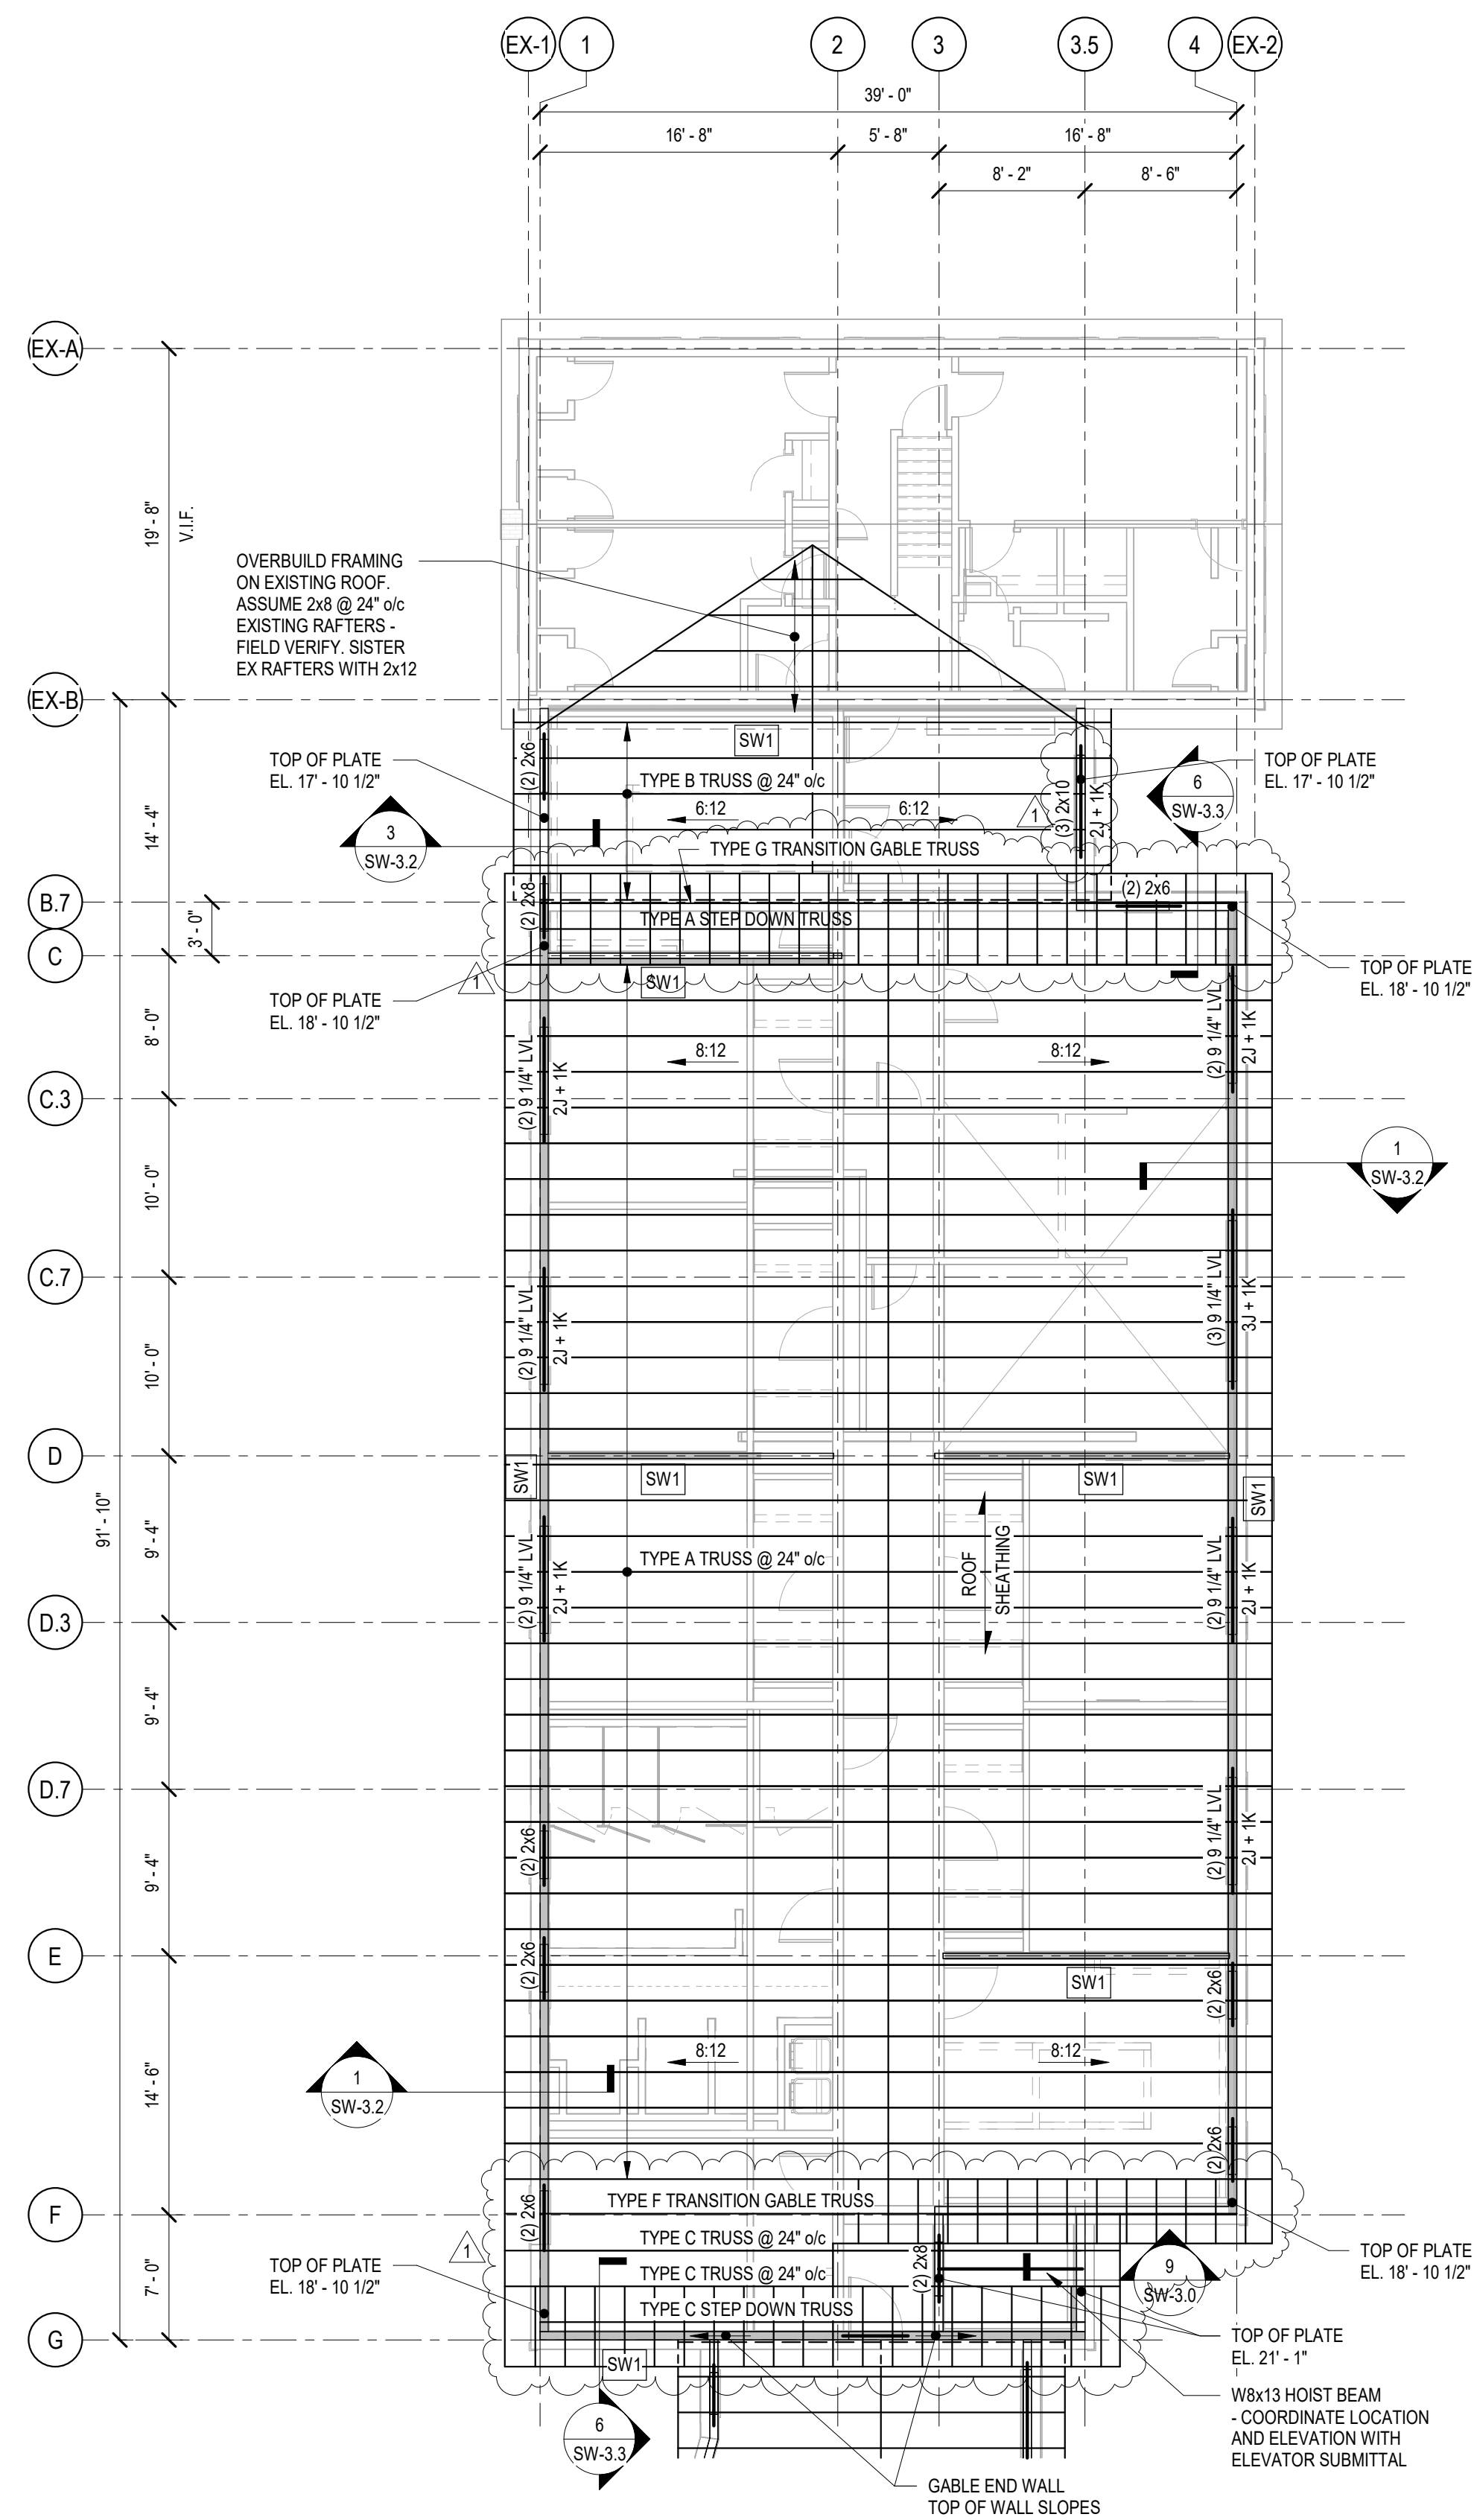 EX-1
1
2
3
3.5
4
EX-2
39' - 0"
16' - 8"
5' - 8"
16' - 8"
8' - 2"
8' - 6"
EX-A
19' - 8"
V.I.F.
OVERBUILD FRAMING
ON EXISTING ROOF.
ASSUME 2x8 @ 24" o/c
EXISTING RAFTERS -
FIELD VERIFY. SISTER
EX RAFTERS WITH 2x12
EX-B
SW1
TOP OF PLATE
EL. 17' - 10 1/2"
(2) 2x6
TYPE B TRUSS @ 24" o/c
6:12
6:12
1
(3) 2x10
2J + 1K
TOP OF PLATE
EL. 17' - 10 1/2"
6
SW-3.3
14' - 4"
3
SW-3.2
TYPE G TRANSITION GABLE TRUSS
B.7
3' - 0"
(2) 2x8
TYPE A STEP DOWN TRUSS
(2) 2x6
C
1
SW1
TOP OF PLATE
EL. 18' - 10 1/2"
TOP OF PLATE
EL. 18' - 10 1/2"
8' - 0"
(2) 9 1/4" LVL
2J + 1K
8:12
8:12
(2) 9 1/4" LVL
2J + 1K
C.3
10' - 0"
1
SW-3.2
C.7
(2) 9 1/4" LVL
2J + 1K
(3) 9 1/4" LVL
3J + 1K
10' - 0"
D
SW1
SW1
SW1
SW1
91' - 10"
9' - 4"
(2) 9 1/4" LVL
2J + 1K
TYPE A TRUSS @ 24" o/c
ROOF
SHEATHING
(2) 9 1/4" LVL
2J + 1K
D.3
9' - 4"
D.7
9' - 4"
(2) 2x6
(2) 9 1/4" LVL
2J + 1K
E
(2) 2x6
SW1
(2) 2x6
14' - 6"
8:12
8:12
1
SW-3.2
(2) 2x6
F
(2) 2x6
TYPE F TRANSITION GABLE TRUSS
1
TYPE C TRUSS @ 24" o/c
TYPE C TRUSS @ 24" o/c
(2) 2x8
9
SW-3.0
TOP OF PLATE
EL. 18' - 10 1/2"
7' - 0"
TOP OF PLATE
EL. 18' - 10 1/2"
TYPE C STEP DOWN TRUSS
G
SW1
TOP OF PLATE
EL. 21' - 1"
W8x13 HOIST BEAM
- COORDINATE LOCATION
AND ELEVATION WITH
ELEVATOR SUBMITTAL
6
SW-3.3
GABLE END WALL
TOP OF WALL SLOPES